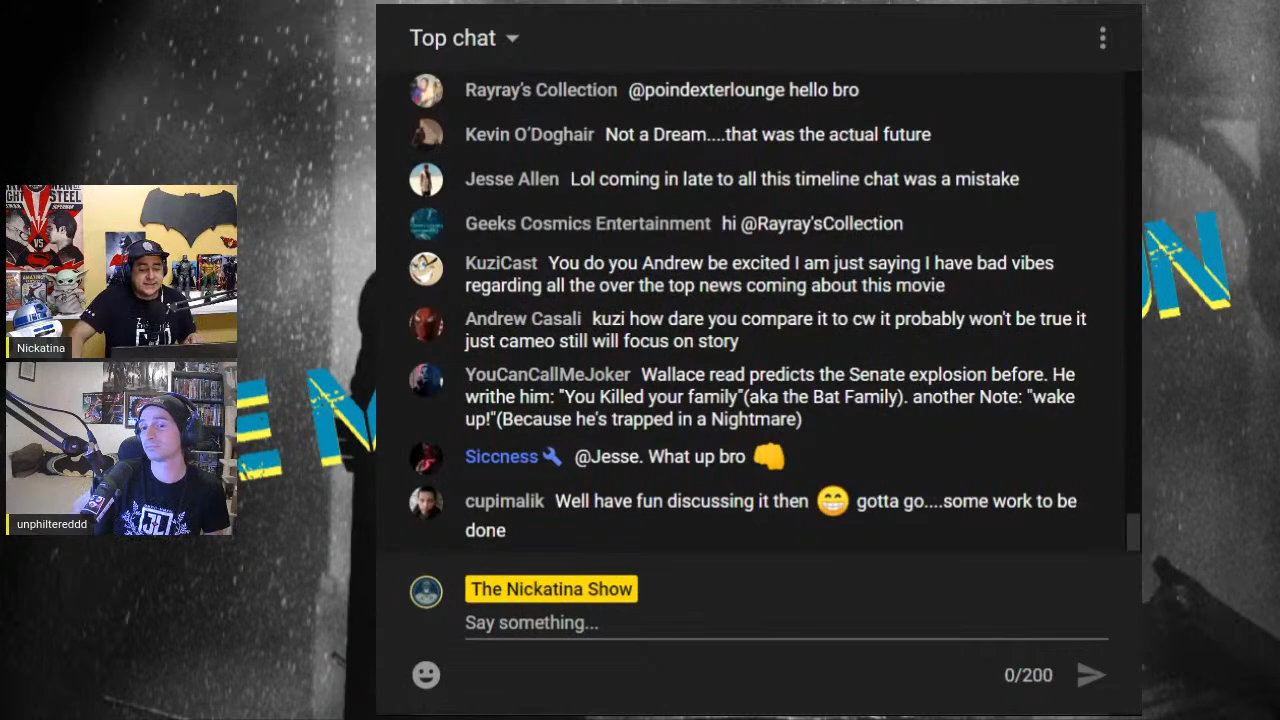 Top chat
Rayray's Collection @poindexterlounge hello bro
Kevin O'Doghair Not a Dream....that was the actual future
Jesse Allen Lol coming in late to all this timeline chat was a mistake
Geeks Cosmics Entertainment hi @Rayray'sCollection
KuziCast You do you Andrew be excited I am just saying I have bad vibes
regarding all the over the top news coming about this movie
Andrew Casali kuzi how dare you compare it to cw it probably won't be true it
just cameo still will focus on story
YouCanCallMeJoker Wallace read predicts the Senate explosion before. He
writhe him: "You Killed your family"(aka the Bat Family). another Note: "wake
up!"(Because he's trapped in a Nightmare)
Siccness @Jesse. What up bro 👊
cupimalik Well have fun discussing it then 😁 gotta go....some work to be
done
The Nickatina Show
Say something...
0/200
Nickatina
unphiltereddd